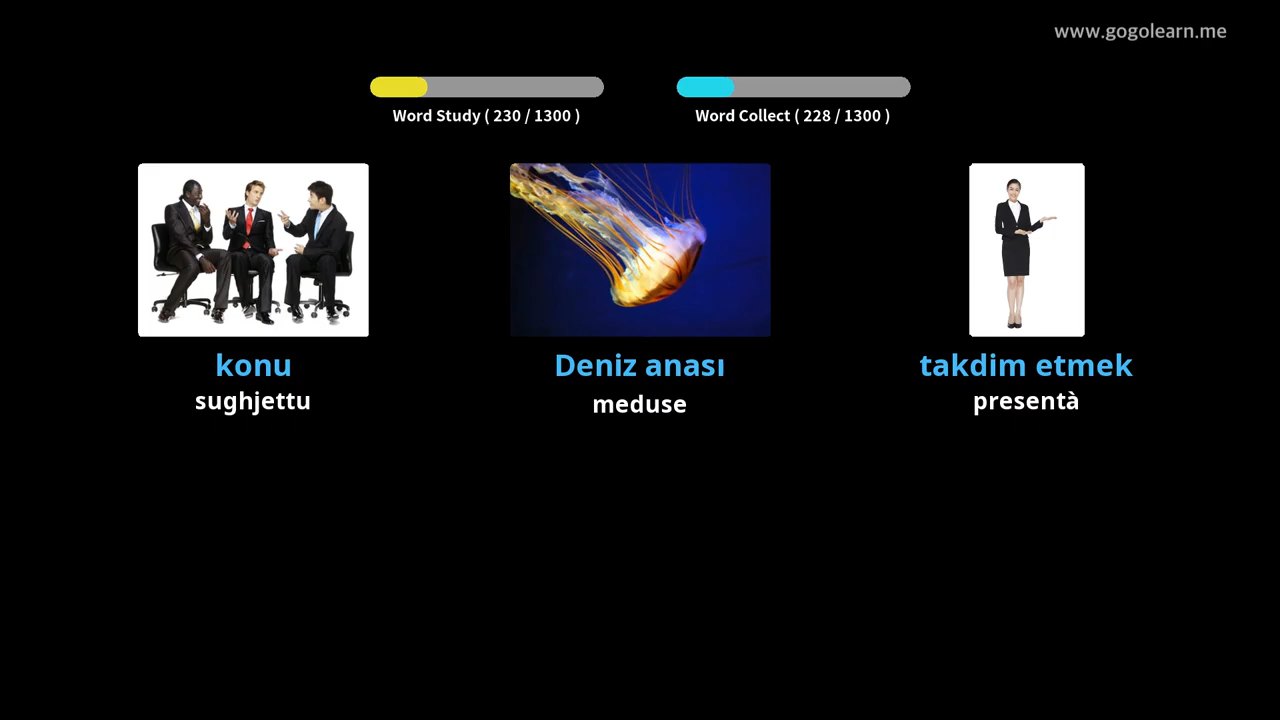 www.gogolearn.me
Word Study ( 230 / 1300 )
Word Collect ( 228 / 1300 )
konu
sughjettu
Deniz anası
meduse
takdim etmek
presentà